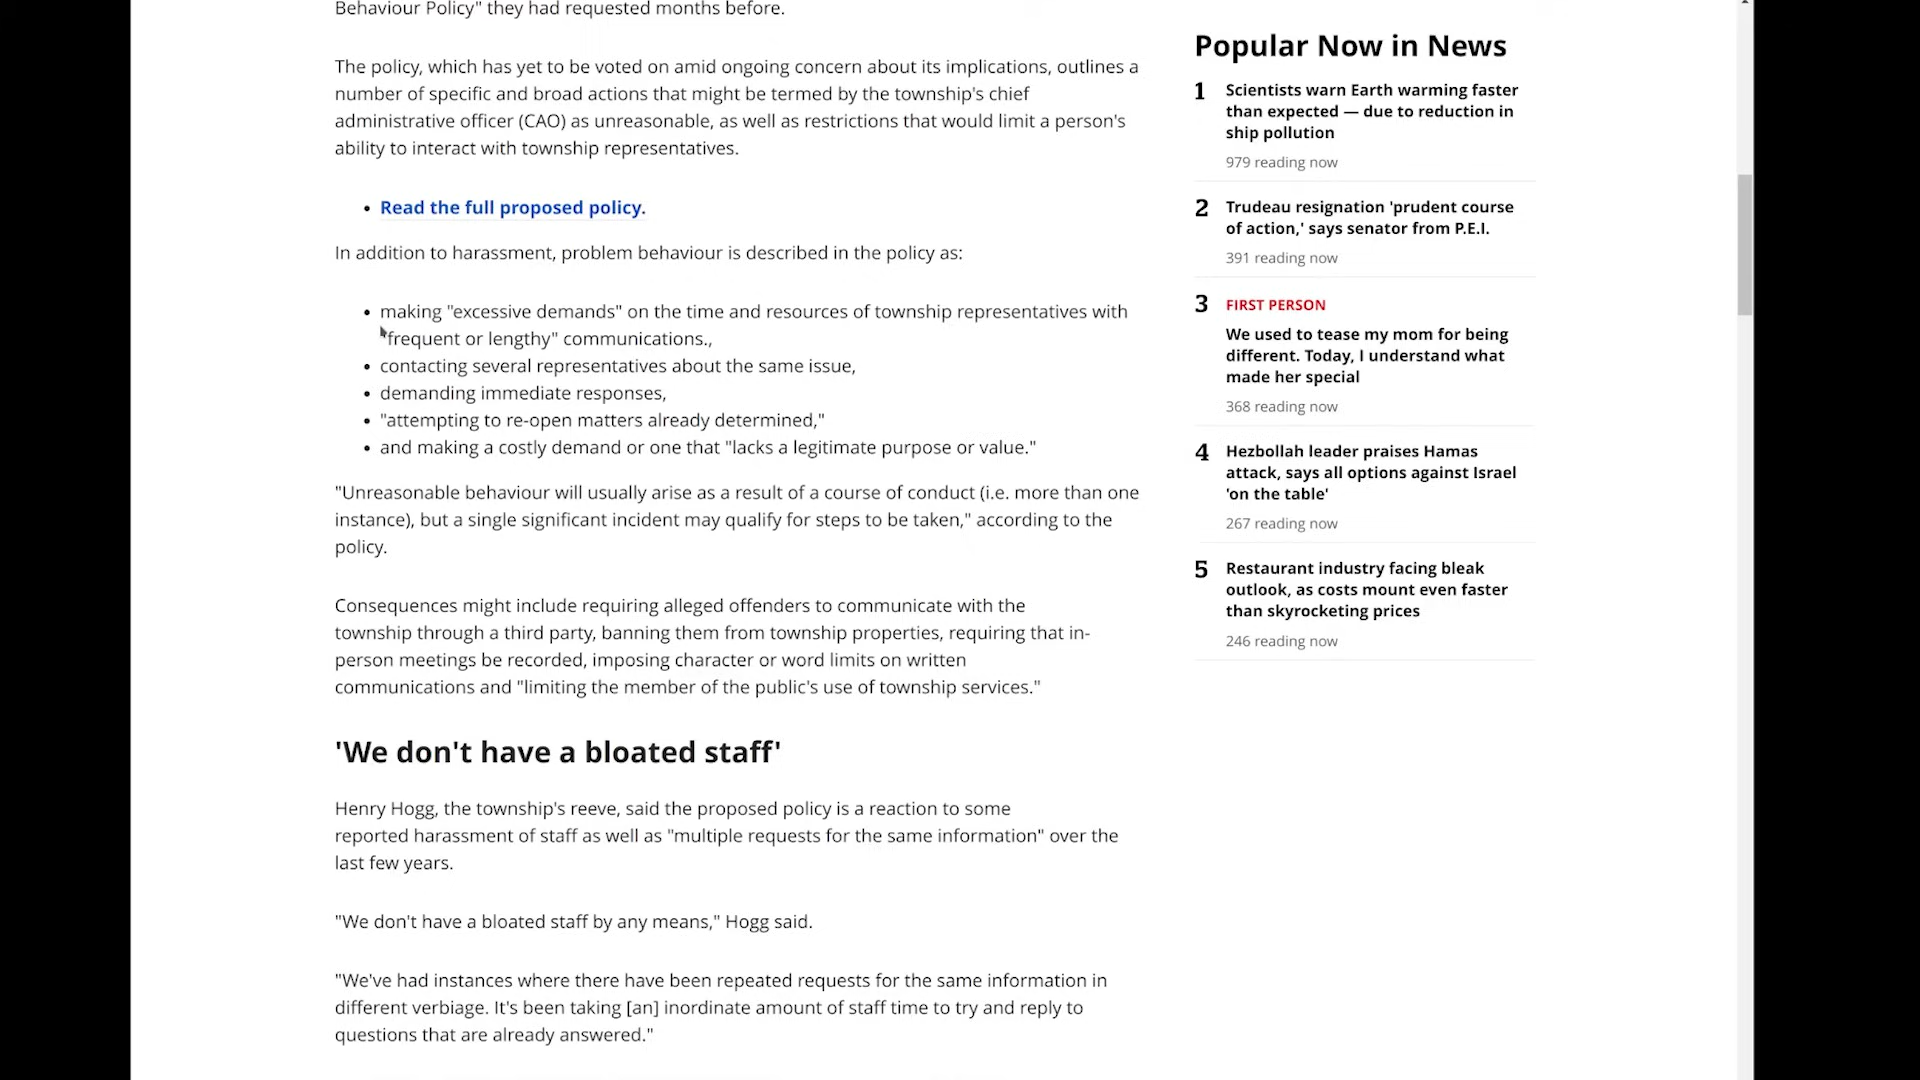 Behaviour Policy" they had requested months before.
The policy, which has yet to be voted on amid ongoing concern about its implications, outlines a
number of specific and broad actions that might be termed by the township's chief
administrative officer (CAO) as unreasonable, as well as restrictions that would limit a person's
ability to interact with township representatives.
• Read the full proposed policy.
In addition to harassment, problem behaviour is described in the policy as:
• making "excessive demands" on the time and resources of township representatives with
"frequent or lengthy" communications.,
• contacting several representatives about the same issue,
• demanding immediate responses,
• "attempting to re-open matters already determined,"
• and making a costly demand or one that "lacks a legitimate purpose or value."
"Unreasonable behaviour will usually arise as a result of a course of conduct (i.e. more than one
instance), but a single significant incident may qualify for steps to be taken," according to the
policy.
Consequences might include requiring alleged offenders to communicate with the
township through a third party, banning them from township properties, requiring that in-
person meetings be recorded, imposing character or word limits on written
communications and "limiting the member of the public's use of township services."
'We don't have a bloated staff'
Henry Hogg, the township's reeve, said the proposed policy is a reaction to some
reported harassment of staff as well as "multiple requests for the same information" over the
last few years.
"We don't have a bloated staff by any means," Hogg said.
"We've had instances where there have been repeated requests for the same information in
different verbiage. It's been taking [an] inordinate amount of staff time to try and reply to
questions that are already answered."
Popular Now in News
1 Scientists warn Earth warming faster
than expected — due to reduction in
ship pollution
979 reading now
2 Trudeau resignation 'prudent course
of action,' says senator from P.E.I.
391 reading now
3 FIRST PERSON
We used to tease my mom for being
different. Today, I understand what
made her special
368 reading now
4 Hezbollah leader praises Hamas
attack, says all options against Israel
'on the table'
267 reading now
5 Restaurant industry facing bleak
outlook, as costs mount even faster
than skyrocketing prices
246 reading now